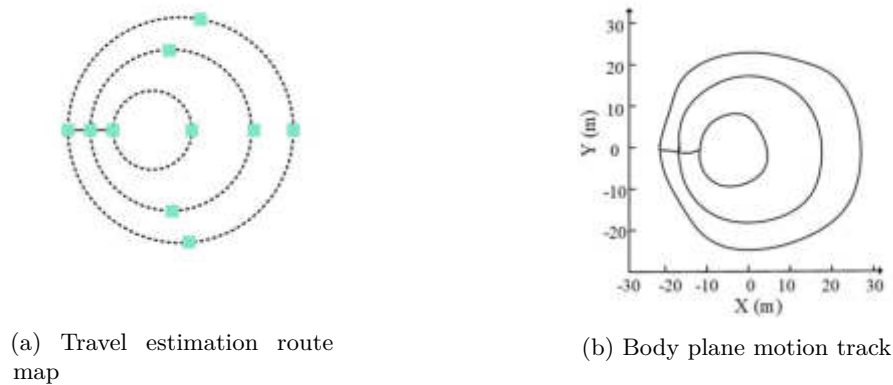 30
20
10
0
-10
-20
Y (m)
-30 -20 -10 0 10 20 30
X (m)
(a) Travel estimation route
map
(b) Body plane motion track